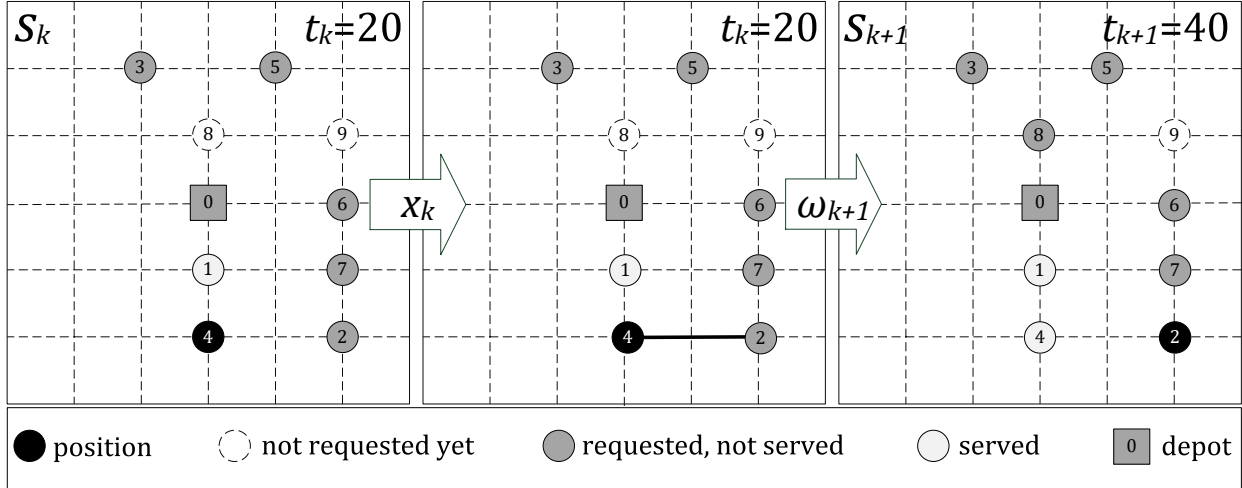 Sk tk=20 tk=20 Sk+1 tk+1=40
3 5 3 5 3 5
8 9 8 9 8 9
0 6 xk 0 6 ωk+1 0 6
1 7 1 7 1 7
4 2 4 2 4 2
position not requested yet requested, not served served 0 depot